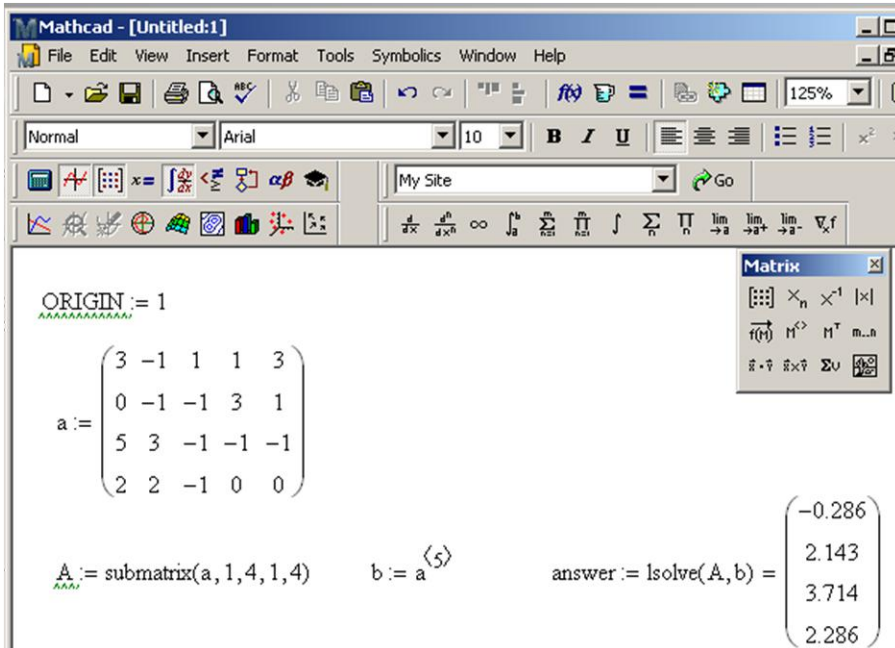 Mathcad - [Untitled:1]
File Edit View Insert Format Tools Symbolics Window Help
125%
Normal Arial 10 B I U
My Site Go
Matrix
ORIGIN := 1
a := ( 3 −1 1 1 3
0 −1 −1 3 1
5 3 −1 −1 −1
2 2 −1 0 0 )
A := submatrix(a, 1, 4, 1, 4) b := a⟨5⟩ answer := lsolve(A, b) = ( −0.286
2.143
3.714
2.286 )